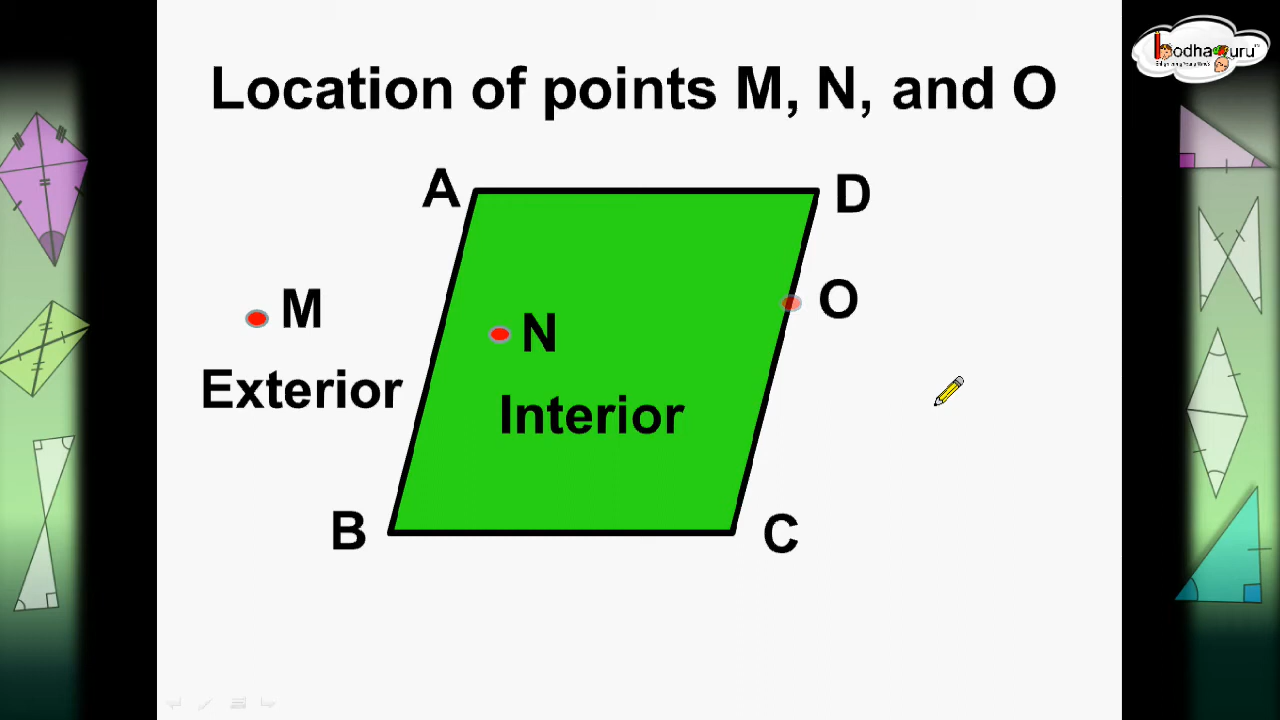 Location of points M, N, and O
A
D
M
N
O
Exterior
Interior
B
C
bodhaguru